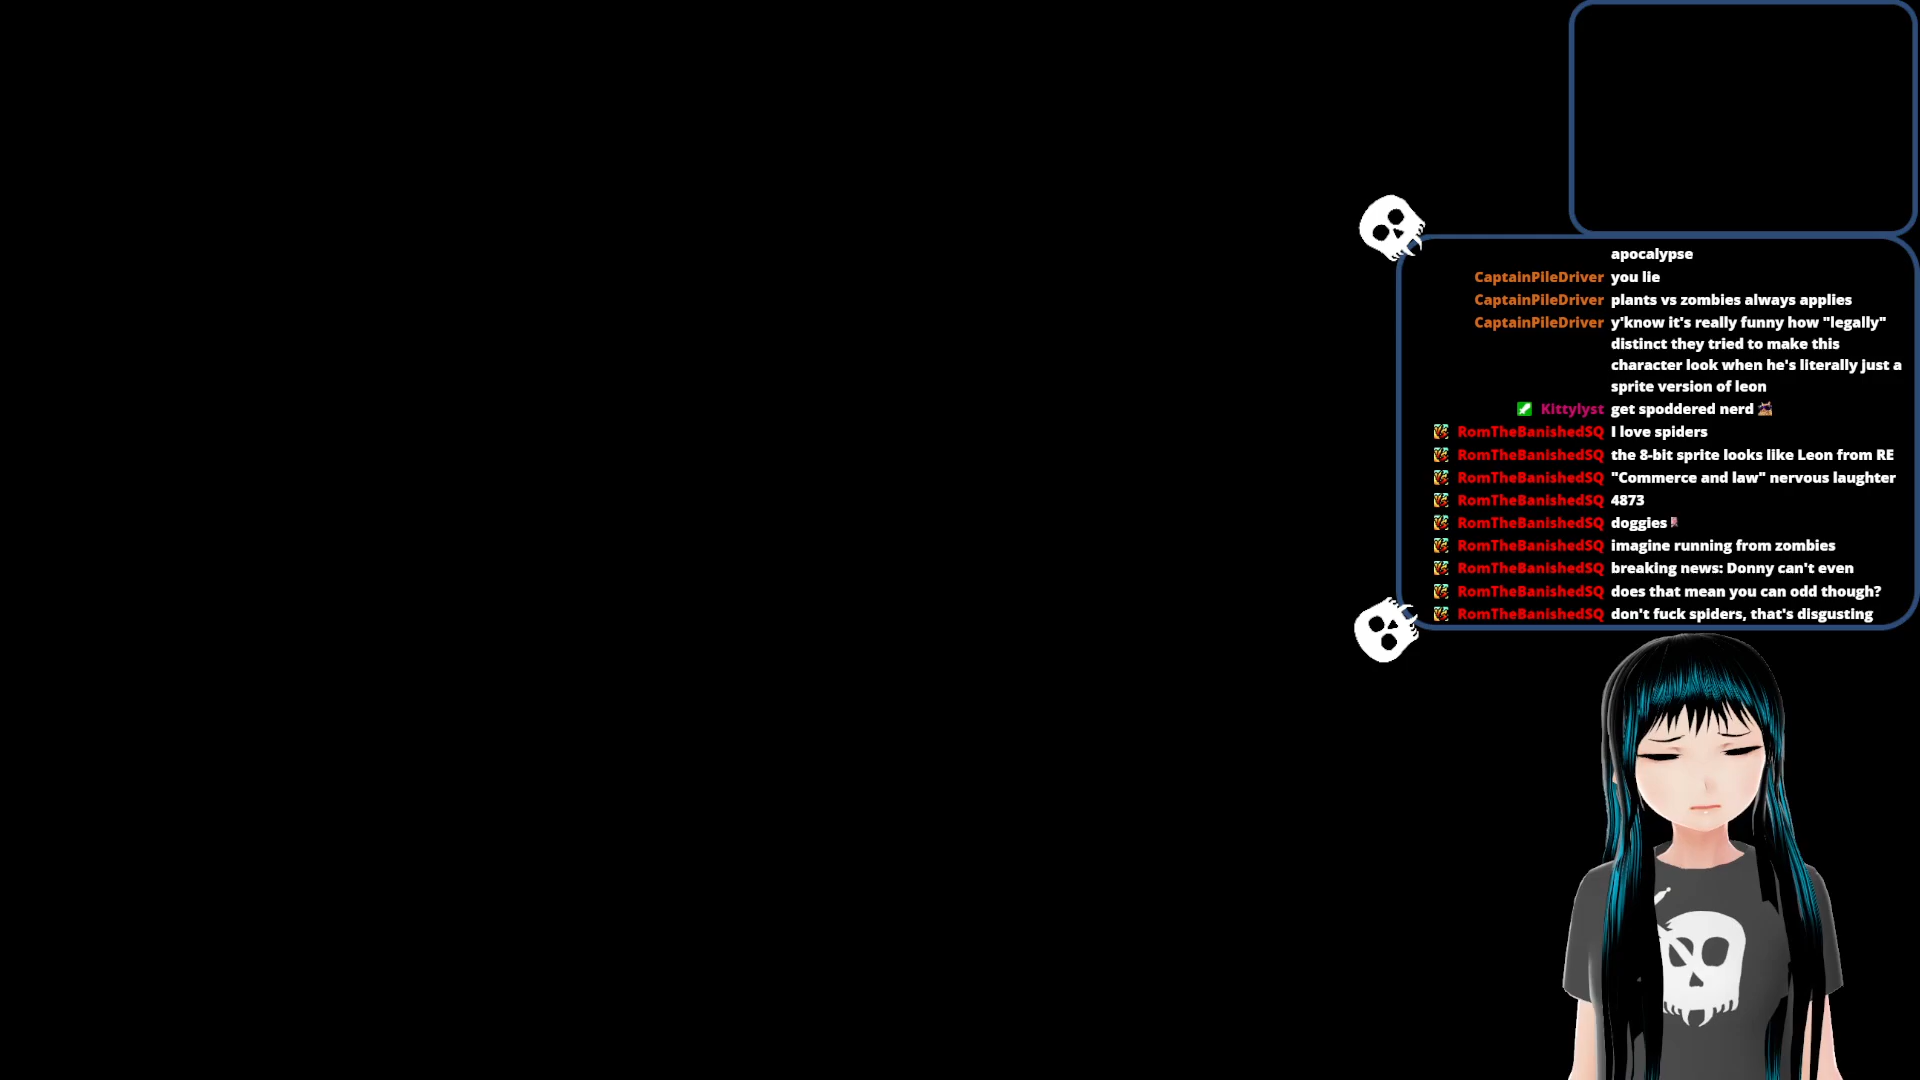 apocalypse
CaptainPileDriver you lie
CaptainPileDriver plants vs zombies always applies
CaptainPileDriver y'know it's really funny how "legally"
distinct they tried to make this
character look when he's literally just a
sprite version of leon
Kittylyst get spoddered nerd
RomTheBanishedSQ I love spiders
RomTheBanishedSQ the 8-bit sprite looks like Leon from RE
RomTheBanishedSQ "Commerce and law" nervous laughter
RomTheBanishedSQ 4873
RomTheBanishedSQ doggies
RomTheBanishedSQ imagine running from zombies
RomTheBanishedSQ breaking news: Donny can't even
RomTheBanishedSQ does that mean you can odd though?
RomTheBanishedSQ don't fuck spiders, that's disgusting